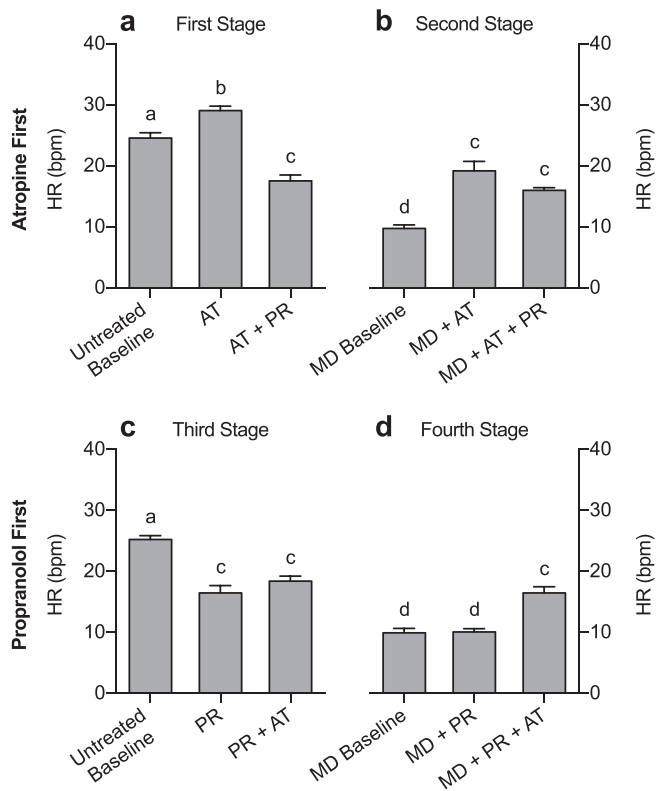 a First Stage
b Second Stage
Atropine First
HR (bpm)
40
30
20
10
0
a
b
c
Untreated
Baseline
AT
AT + PR
40
30
20
10
0
HR (bpm)
d
c
c
MD Baseline
MD + AT
MD + AT + PR
c Third Stage
d Fourth Stage
Propranolol First
HR (bpm)
40
30
20
10
0
a
c
c
Untreated
Baseline
PR
PR + AT
40
30
20
10
0
HR (bpm)
d
d
c
MD Baseline
MD + PR
MD + PR + AT